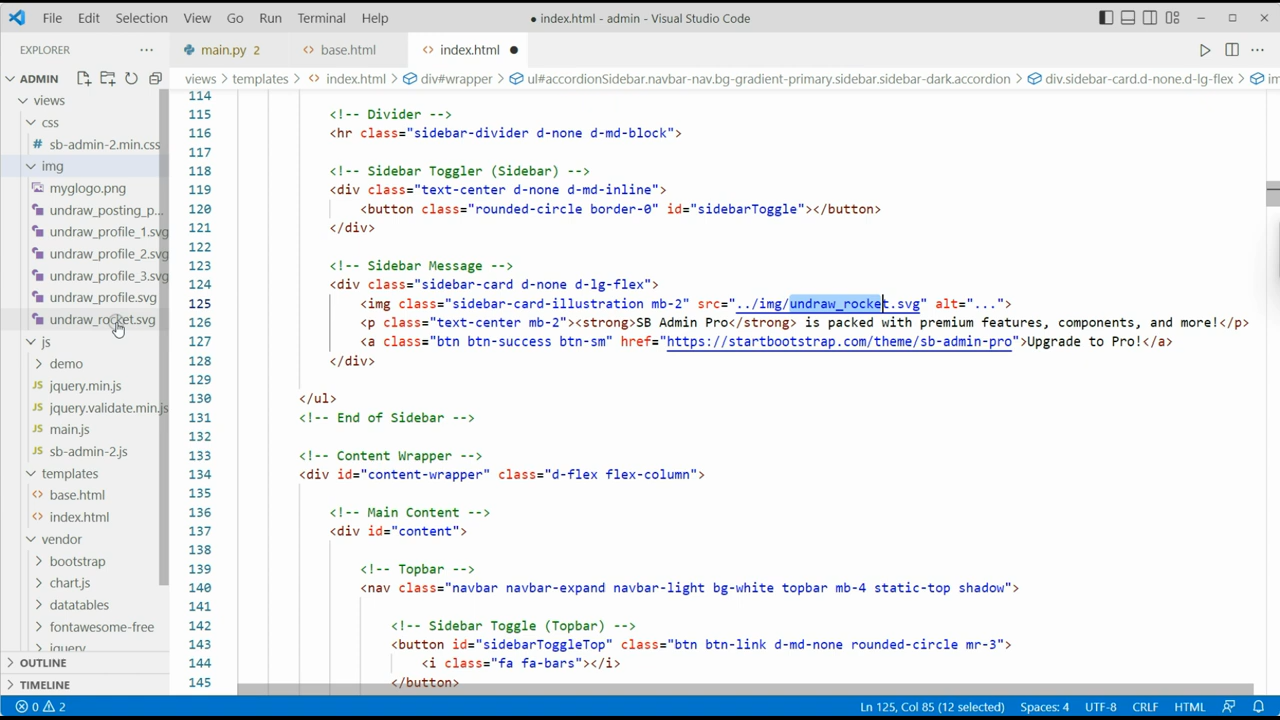 File Edit Selection View Go Run Terminal Help
● index.html - admin - Visual Studio Code
EXPLORER
main.py 2
base.html
index.html
ADMIN
views > templates > index.html > div#wrapper > ul#accordionSidebar.navbar-nav.bg-gradient-primary.sidebar.sidebar-dark.accordion > div.sidebar-card.d-none.d-lg-flex >
views
css
sb-admin-2.min.css
img
myglogo.png
undraw_posting_p...
undraw_profile_1.svg
undraw_profile_2.svg
undraw_profile_3.svg
undraw_profile.svg
undraw_rocket.svg
js
demo
jquery.min.js
jquery.validate.min.js
main.js
sb-admin-2.js
templates
base.html
index.html
vendor
bootstrap
chart.js
datatables
fontawesome-free
jquery
OUTLINE
TIMELINE
114
115 <!-- Divider -->
116 <hr class="sidebar-divider d-none d-md-block">
117
118 <!-- Sidebar Toggler (Sidebar) -->
119 <div class="text-center d-none d-md-inline">
120 <button class="rounded-circle border-0" id="sidebarToggle"></button>
121 </div>
122
123 <!-- Sidebar Message -->
124 <div class="sidebar-card d-none d-lg-flex">
125 <img class="sidebar-card-illustration mb-2" src="../img/undraw_rocket.svg" alt="...">
126 <p class="text-center mb-2"><strong>SB Admin Pro</strong> is packed with premium features, components, and more!</p>
127 <a class="btn btn-success btn-sm" href="https://startbootstrap.com/theme/sb-admin-pro">Upgrade to Pro!</a>
128 </div>
129
130 </ul>
131 <!-- End of Sidebar -->
132
133 <!-- Content Wrapper -->
134 <div id="content-wrapper" class="d-flex flex-column">
135
136 <!-- Main Content -->
137 <div id="content">
138
139 <!-- Topbar -->
140 <nav class="navbar navbar-expand navbar-light bg-white topbar mb-4 static-top shadow">
141
142 <!-- Sidebar Toggle (Topbar) -->
143 <button id="sidebarToggleTop" class="btn btn-link d-md-none rounded-circle mr-3">
144 <i class="fa fa-bars"></i>
145 </button>
0 2
Ln 125, Col 85 (12 selected) Spaces: 4 UTF-8 CRLF HTML